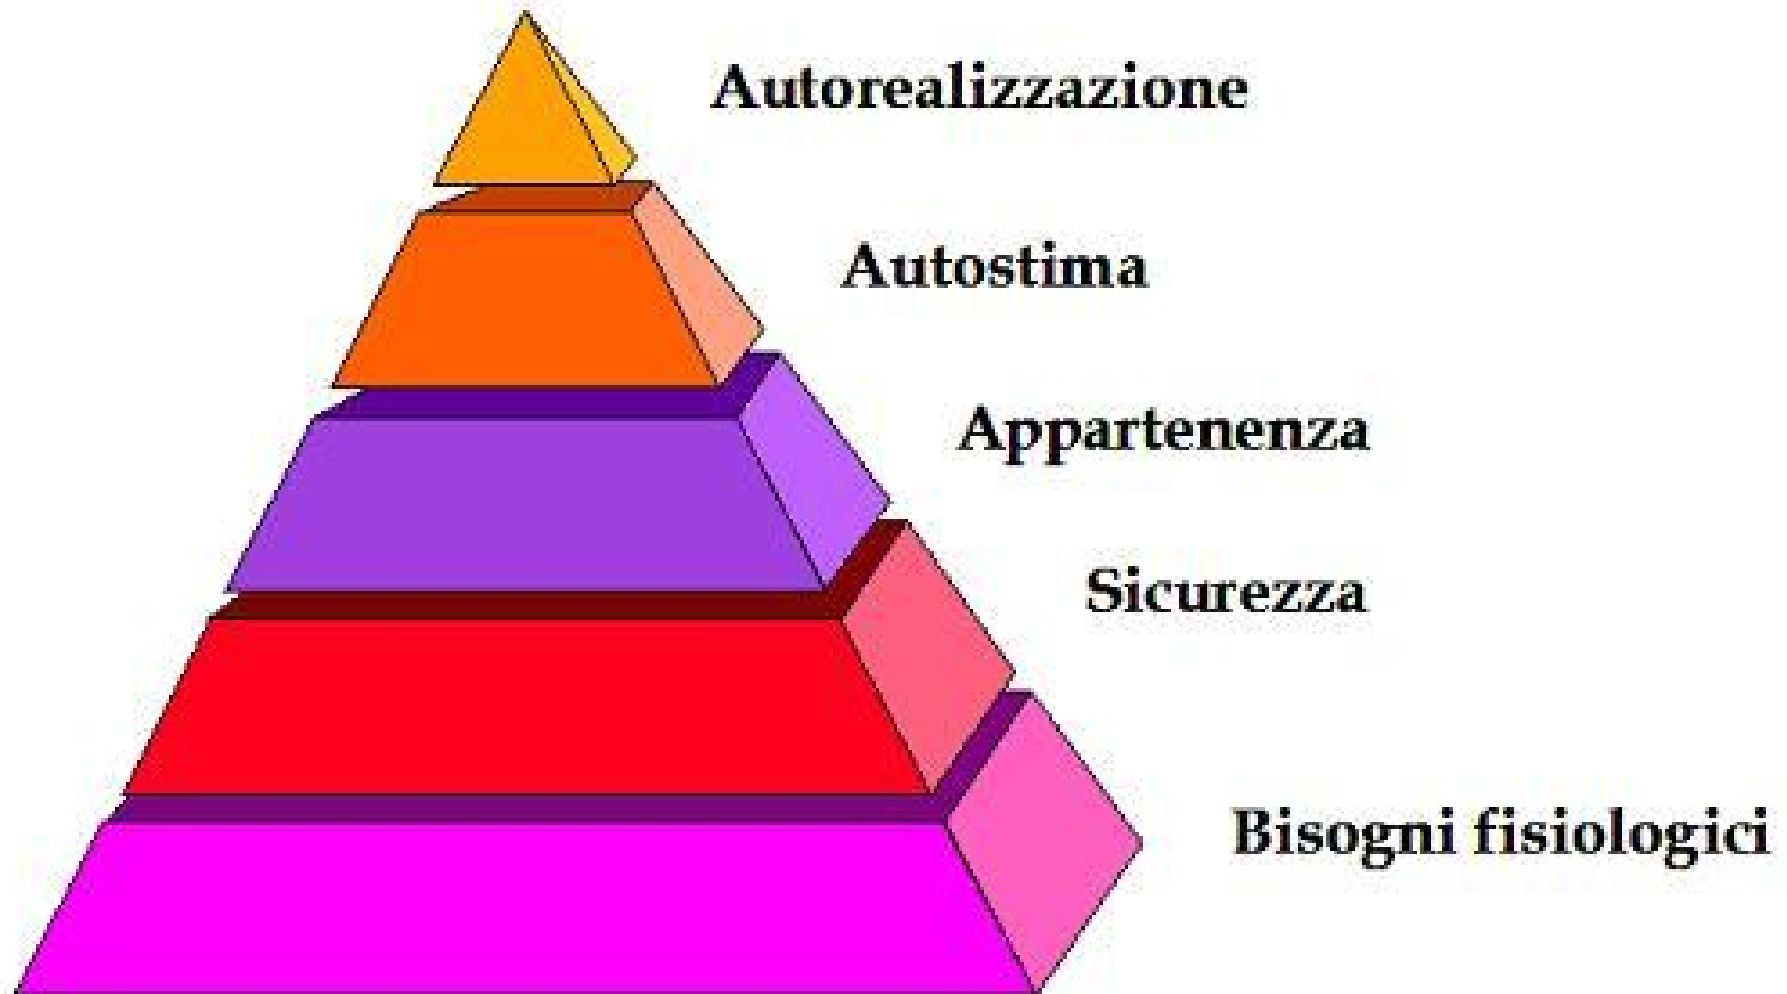 Autorealizzazione
Autostima
Appartenenza
Sicurezza
Bisogni fisiologici